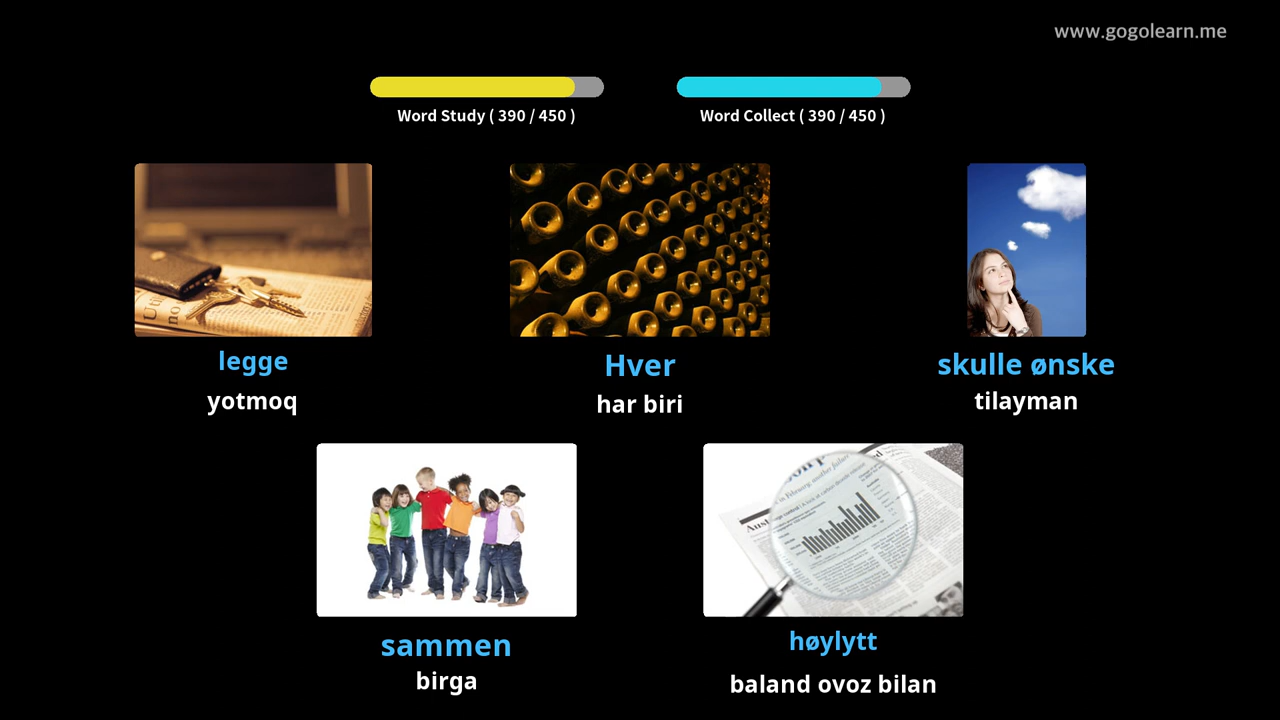 www.gogolearn.me
Word Study ( 390 / 450 )
Word Collect ( 390 / 450 )
legge
yotmoq
Hver
har biri
skulle ønske
tilayman
sammen
birga
høylytt
baland ovoz bilan